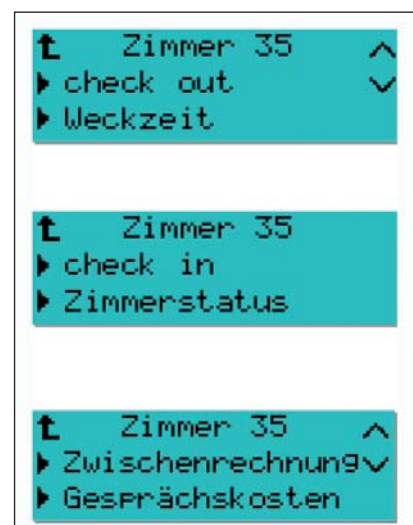 Zimmer 35
check out
Weckzeit
Zimmer 35
check in
Zimmerstatus
Zimmer 35
Zwischenrechnung
Gesprächskosten